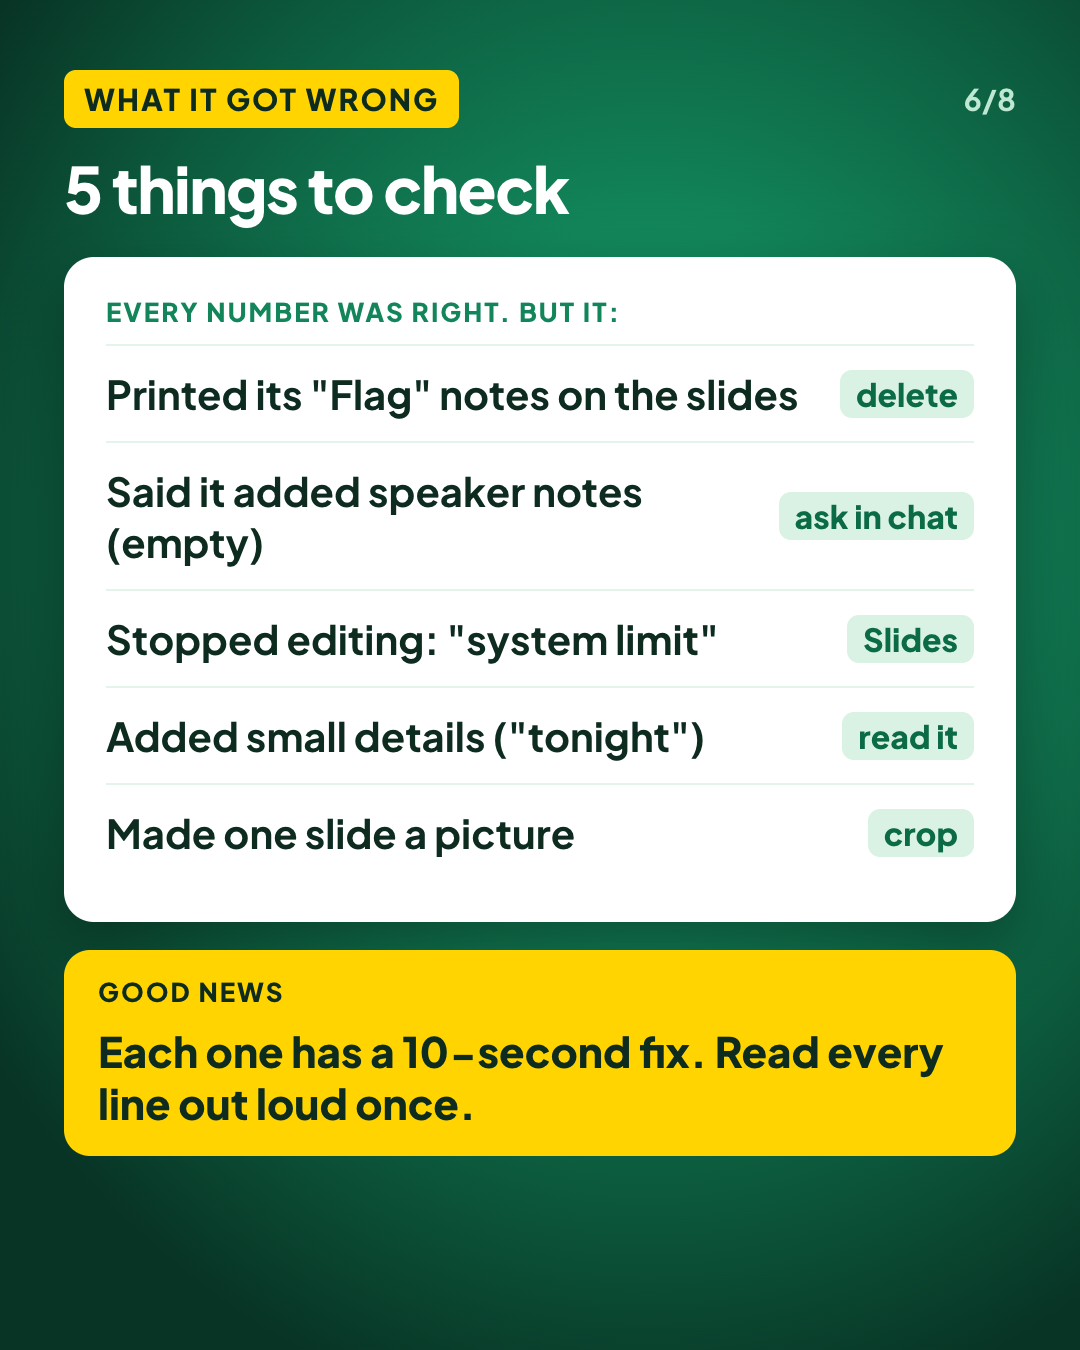 WHAT IT GOT WRONG
6/8
5 things to check
EVERY NUMBER WAS RIGHT. BUT IT:
Printed its "Flag" notes on the slides
delete
Said it added speaker notes
(empty)
ask in chat
Stopped editing: "system limit"
Slides
Added small details ("tonight")
read it
Made one slide a picture
crop
GOOD NEWS
Each one has a 10-second fix. Read every
line out loud once.